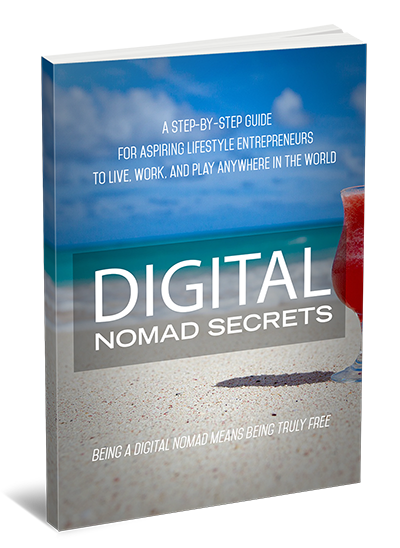 A STEP-BY-STEP GUIDE
FOR ASPIRING LIFESTYLE ENTREPRENEURS
TO LIVE, WORK, AND PLAY ANYWHERE IN THE WORLD
DIGITAL
NOMAD SECRETS
BEING A DIGITAL NOMAD MEANS BEING TRULY FREE